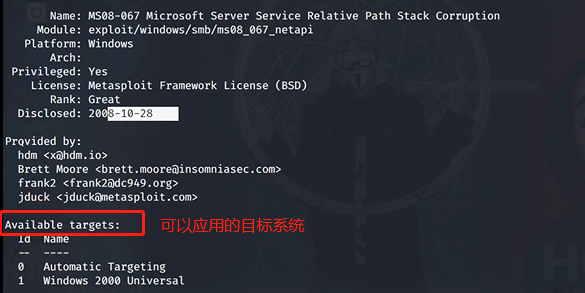 Name: MS08-067 Microsoft Server Service Relative Path Stack Corruption
Module: exploit/windows/smb/ms08_067_netapi
Platform: Windows
Arch:
Privileged: Yes
License: Metasploit Framework License (BSD)
Rank: Great
Disclosed: 2008-10-28
Provided by:
hdm <x@hdm.io>
Brett Moore <brett.moore@insomniasec.com>
frank2 <frank2@dc949.org>
jduck <jduck@metasploit.com>
Available targets: 可以应用的目标系统
Id Name
-- ----
0 Automatic Targeting
1 Windows 2000 Universal